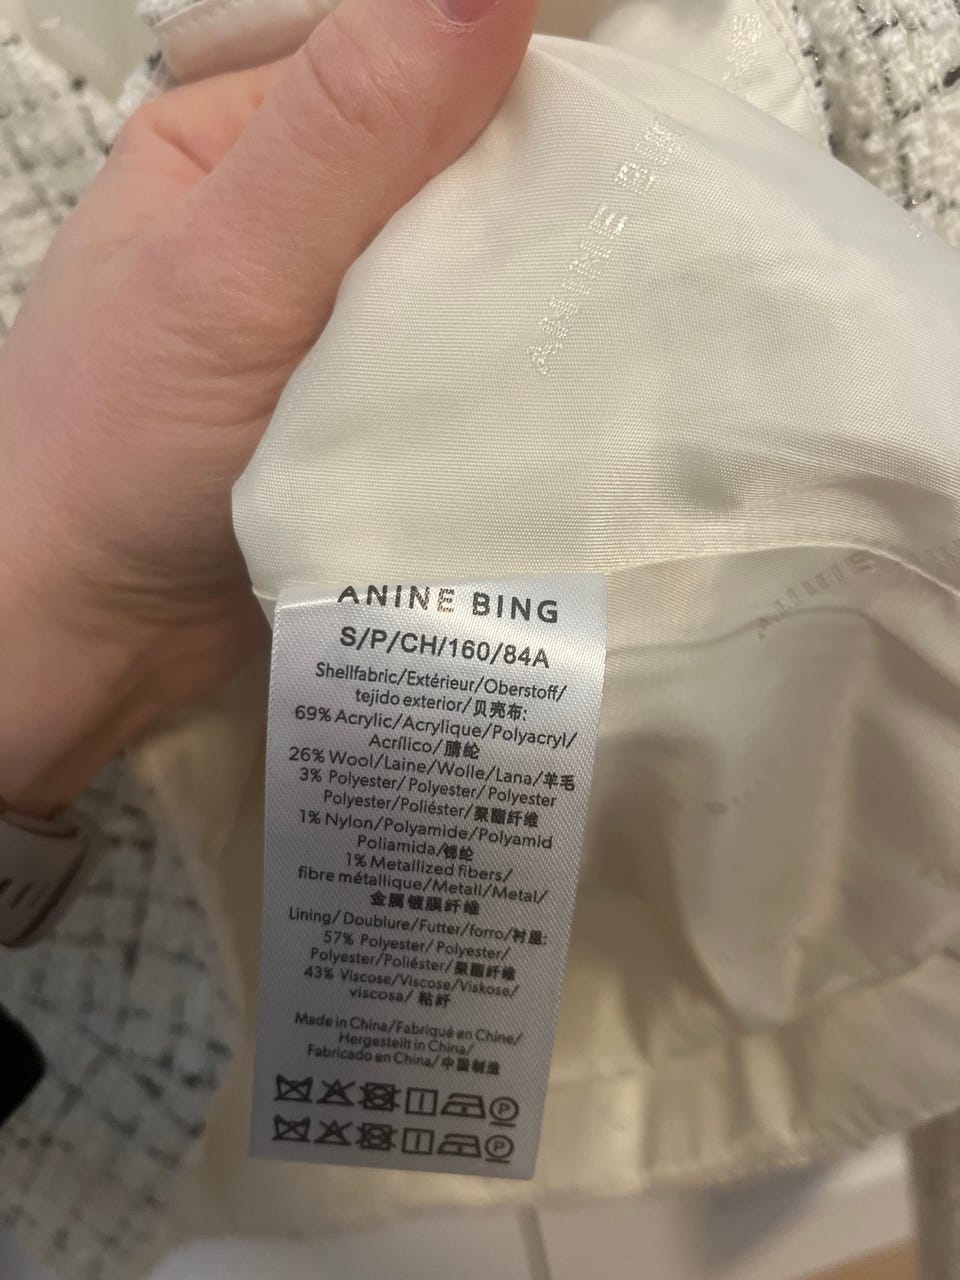 ANINE BING
ANINE BING
S/P/CH/160/84A
Shellfabric/Extérieur/Oberstoff/
tejido exterior/贝壳布:
69% Acrylic/Acrylique/Polyacryl/
Acrílico/腈纶
26% Wool/Laine/Wolle/Lana/羊毛
3% Polyester/Polyester/Polyester
Polyester/Poliéster/聚酯纤维
1% Nylon/Polyamide/Polyamid
Poliamida/锦纶
1% Metallized fibers/
fibre métallique/Metall/Metal/
金属镀膜纤维
Lining/Doublure/Futter/forro/衬里:
57% Polyester/Polyester/
Polyester/Poliéster/聚酯纤维
43% Viscose/Viscose/Viskose/
viscosa/粘纤
Made in China/Fabriqué en Chine/
Hergestellt in China/
Fabricado en China/中国制造
P
P